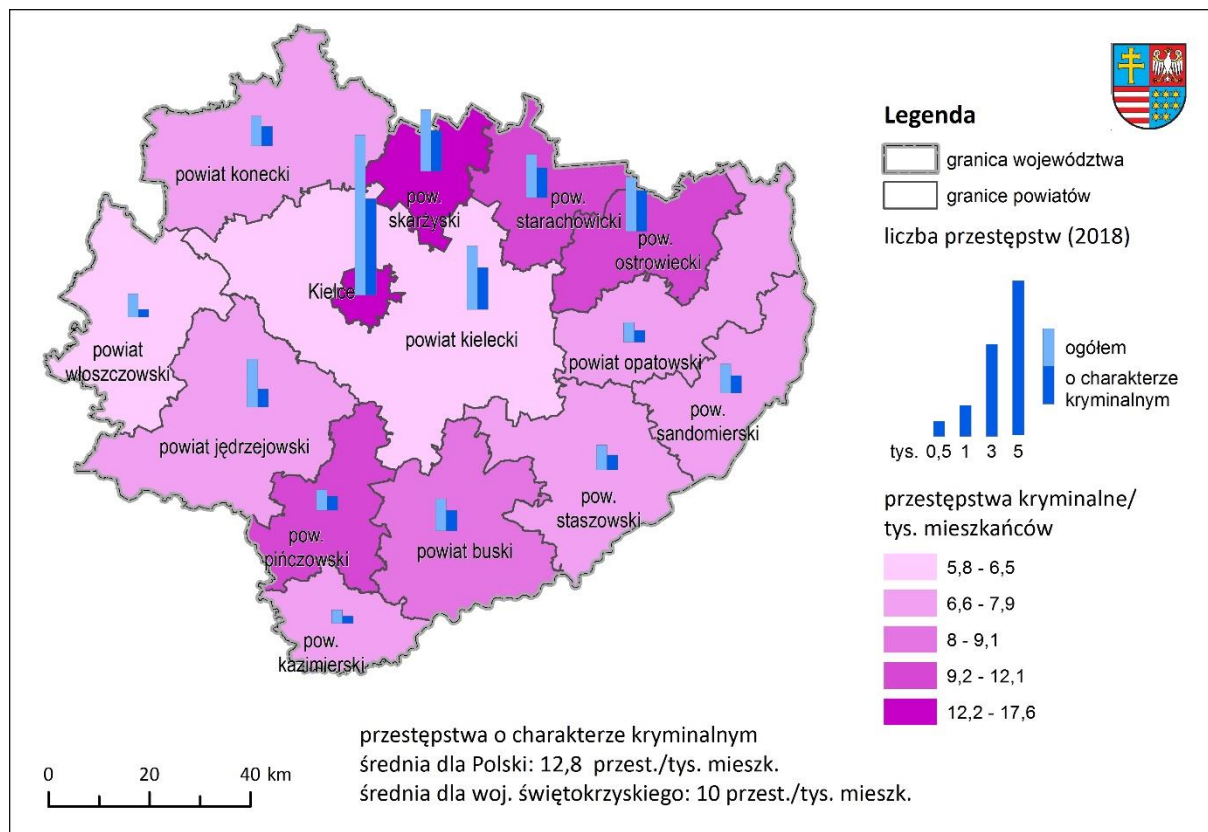 powiat konecki
pow.
skarżyski
pow.
starachowicki
pow.
ostrowiecki
Kielce
powiat kielecki
powiat
włoszczowski
powiat opatowski
pow.
sandomierski
powiat jędrzejowski
pow.
staszowski
pow.
pińczowski
powiat buski
pow.
kazimierski
Legenda
granica województwa
granice powiatów
liczba przestępstw (2018)
ogółem
o charakterze
kryminalnym
tys. 0,5 1 3 5
przestępstwa kryminalne/
tys. mieszkańców
5,8 - 6,5
6,6 - 7,9
8 - 9,1
9,2 - 12,1
12,2 - 17,6
przestępstwa o charakterze kryminalnym
średnia dla Polski: 12,8 przest./tys. mieszk.
średnia dla woj. świętokrzyskiego: 10 przest./tys. mieszk.
0 20 40 km